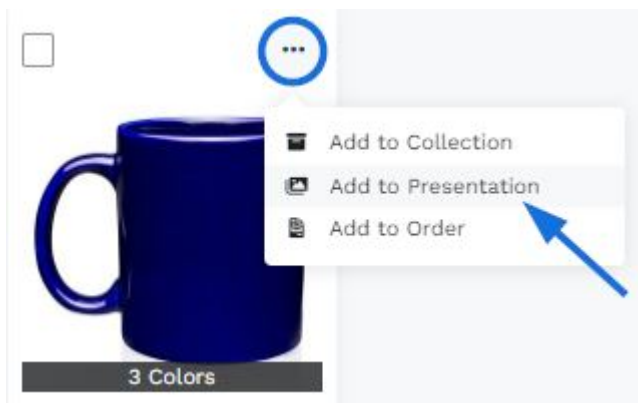 Add to Collection
Add to Presentation
Add to Order
3 Colors